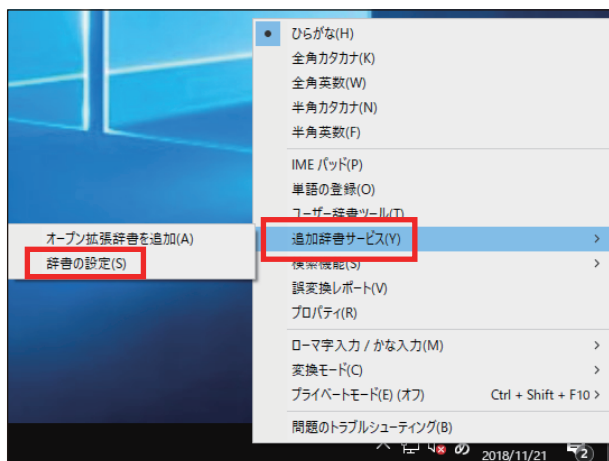 ひらがな(H)
全角カタカナ(K)
全角英数(W)
半角カタカナ(N)
半角英数(F)
IME パッド(P)
単語の登録(O)
ユーザー辞書ツール(T)
追加辞書サービス(Y)
オープン拡張辞書を追加(A)
辞書の設定(S)
検索機能(S)
誤変換レポート(V)
プロパティ(R)
ローマ字入力 / かな入力(M)
変換モード(C)
プライベートモード(E) (オフ) Ctrl + Shift + F10
問題のトラブルシューティング(B)
あ
2018/11/21
2